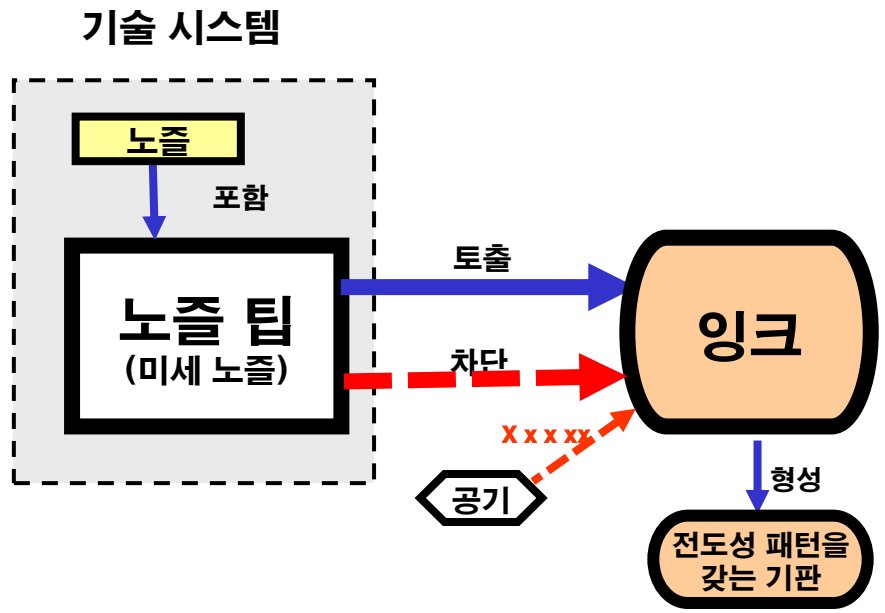 기술 시스템
노즐
포함
노즐 팁
(미세 노즐)
토출
차단
잉크
X x x xx
공기
형성
전도성 패턴을
갖는 기판